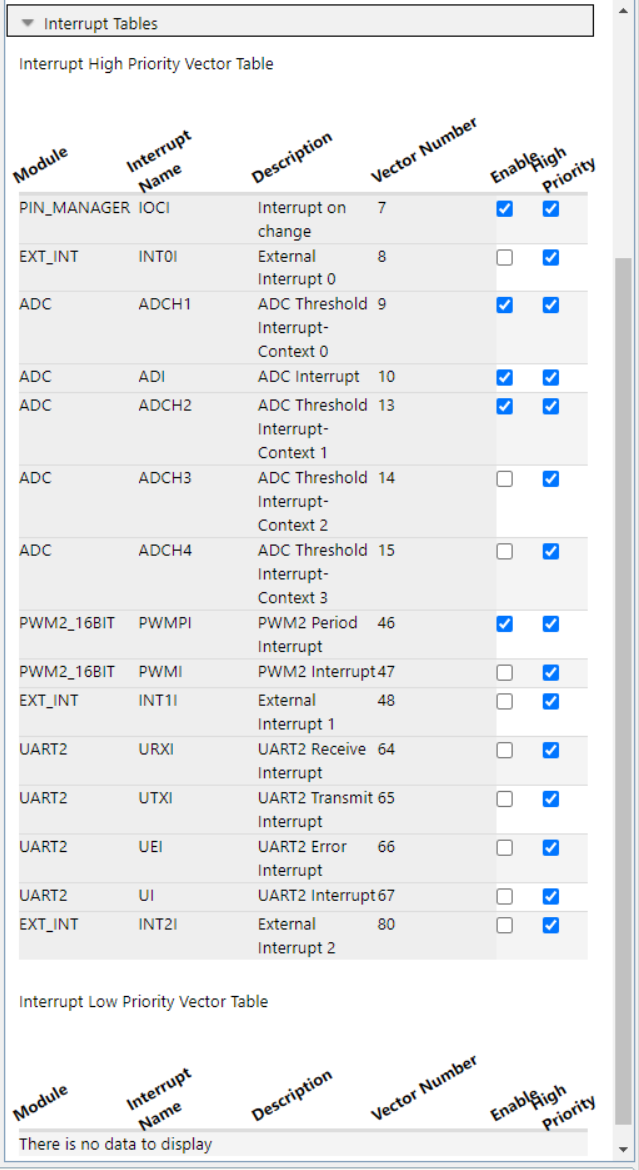 Interrupt Tables
Interrupt High Priority Vector Table
Module Interrupt Name Description Vector Number Enable High Priority
PIN_MANAGER IOCI Interrupt on 7
change
EXT_INT INT0I External 8
Interrupt 0
ADC ADCH1 ADC Threshold 9
Interrupt-
Context 0
ADC ADI ADC Interrupt 10
ADC ADCH2 ADC Threshold 13
Interrupt-
Context 1
ADC ADCH3 ADC Threshold 14
Interrupt-
Context 2
ADC ADCH4 ADC Threshold 15
Interrupt-
Context 3
PWM2_16BIT PWMPI PWM2 Period 46
Interrupt
PWM2_16BIT PWMI PWM2 Interrupt 47
EXT_INT INT1I External 48
Interrupt 1
UART2 URXI UART2 Receive 64
Interrupt
UART2 UTXI UART2 Transmit 65
Interrupt
UART2 UEI UART2 Error 66
Interrupt
UART2 UI UART2 Interrupt 67
EXT_INT INT2I External 80
Interrupt 2
Interrupt Low Priority Vector Table
Module Interrupt Name Description Vector Number Enable High Priority
There is no data to display